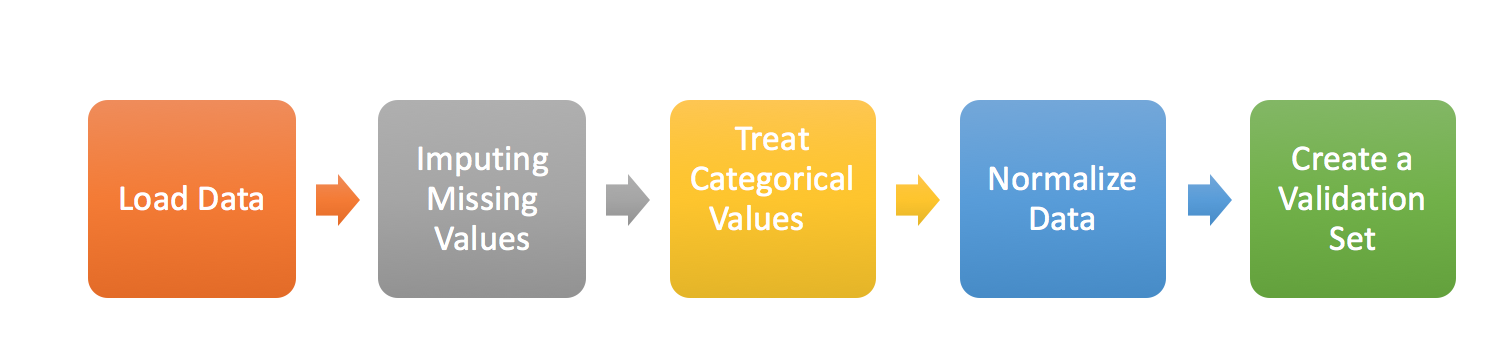 Load Data
Imputing
Missing
Values
Treat
Categorical
Values
Normalize
Data
Create a
Validation
Set